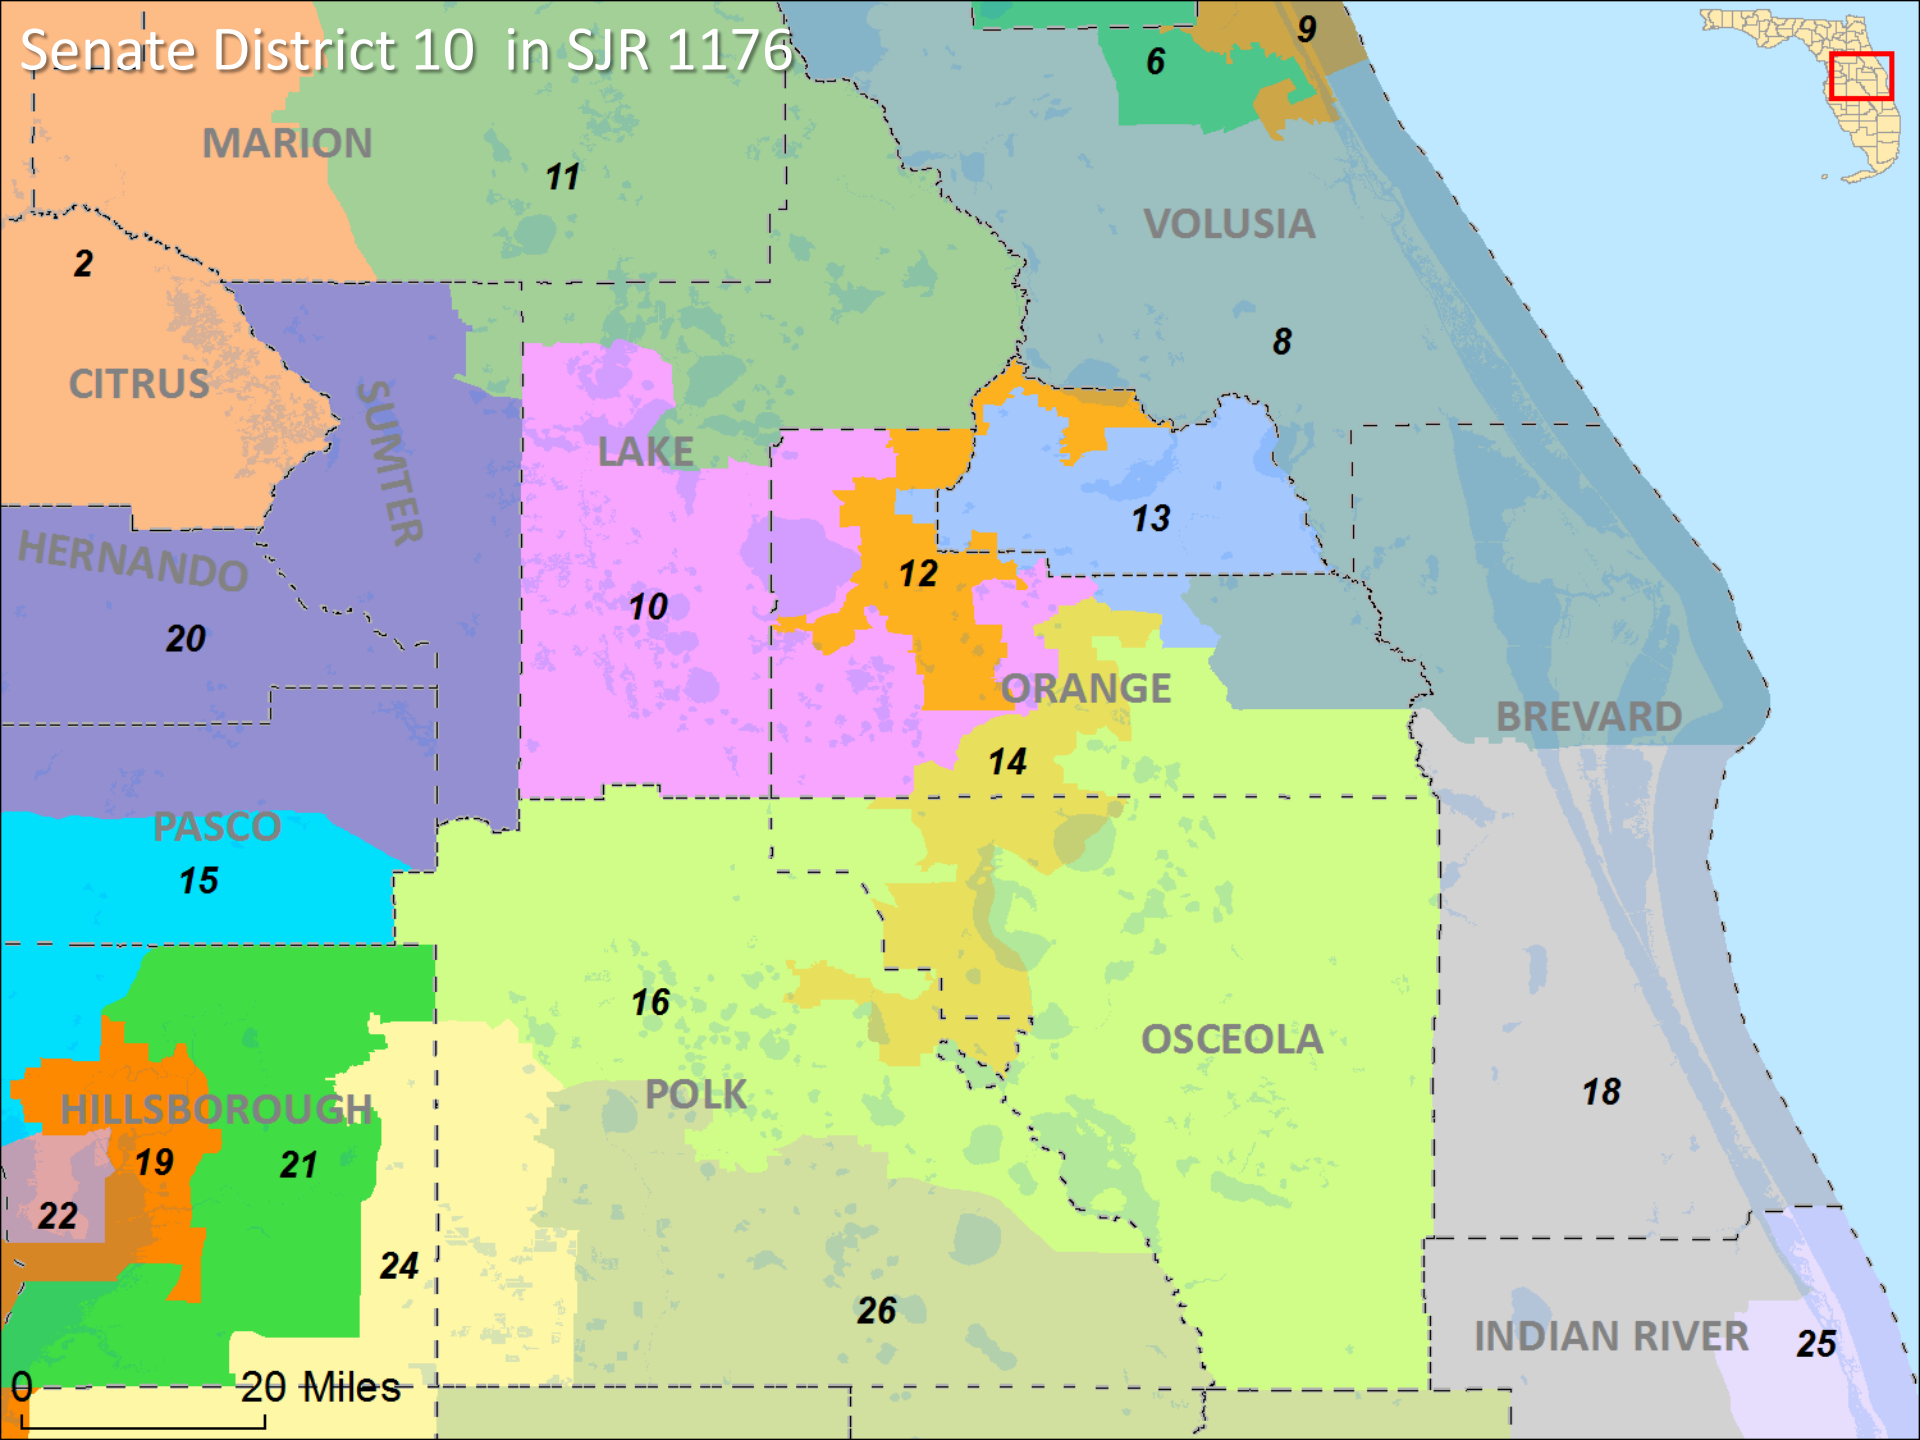 Senate District 10 in SJR 1176
9
6
MARION
11
VOLUSIA
2
8
CITRUS
SUMTER
LAKE
13
HERNANDO
12
10
20
ORANGE
BREVARD
14
PASCO
15
16
OSCEOLA
POLK
18
HILLSBOROUGH
19
21
22
24
26
INDIAN RIVER
25
0 20 Miles